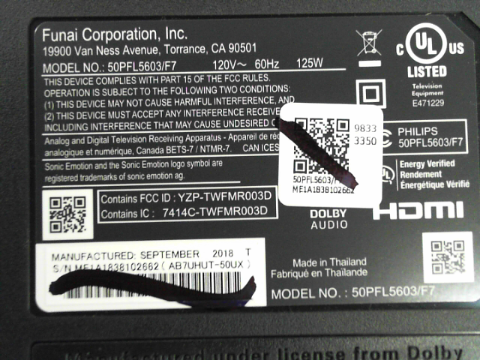 Funai Corporation, Inc.
19900 Van Ness Avenue, Torrance, CA 90501
MODEL NO.: 50PFL5603/F7 120V~ 60Hz 125W
THIS DEVICE COMPLIES WITH PART 15 OF THE FCC RULES.
OPERATION IS SUBJECT TO THE FOLLOWING TWO CONDITIONS:
(1) THIS DEVICE MAY NOT CAUSE HARMFUL INTERFERENCE, AND
(2) THIS DEVICE MUST ACCEPT ANY INTERFERENCE
INCLUDING INTERFERENCE THAT MAY CAUSE UNDESIRED
Analog and Digital Television Receiving Apparatus - Appareil de
analogique et numérique, Canada BETS-7 / NTMR-7. CAN ICES
Sonic Emotion and the Sonic Emotion logo symbol are
registered trademarks of sonic emotion ag.
C UL US
LISTED
Television
Equipment
E471229
9833
3350
50PFL5603/F7
ME1A1838102662
C PHILIPS
50PFL5603/F7
Energy Verified
Rendement
Énergétique Vérifié
Contains FCC ID : YZP-TWFMR003D
Contains IC : 7414C-TWFMR003D
DOLBY
AUDIO
HDMI
MANUFACTURED: SEPTEMBER 2018 T
S/N ME1A1838102662 ( AB7UHUT-50UX )
Made in Thailand
Fabriqué en Thaïlande
MODEL NO. : 50PFL5603/F7
Manufactured under license from Dolby